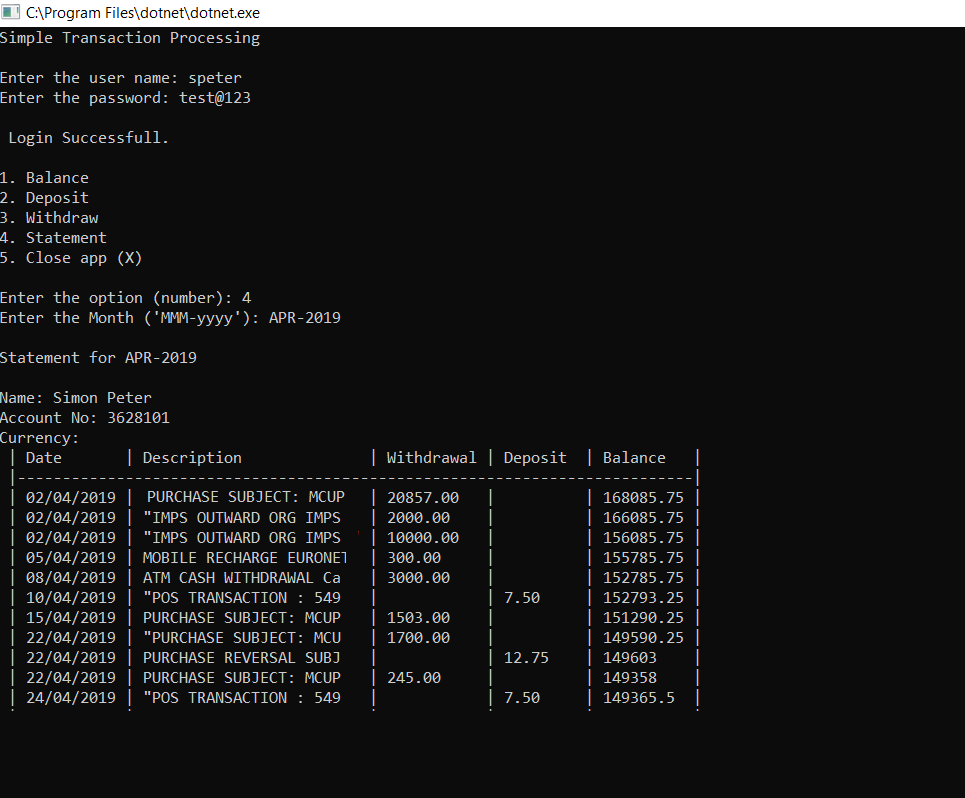 C:\Program Files\dotnet\dotnet.exe
Simple Transaction Processing
Enter the user name: speter
Enter the password: test@123
Login Successfull.
1. Balance
2. Deposit
3. Withdraw
4. Statement
5. Close app (X)
Enter the option (number): 4
Enter the Month ('MMM-yyyy'): APR-2019
Statement for APR-2019
Name: Simon Peter
Account No: 3628101
Currency:
| Date | Description | Withdrawal | Deposit | Balance |
|---------------------------------------------------------------------------|
| 02/04/2019 | PURCHASE SUBJECT: MCUP | 20857.00 | | 168085.75 |
| 02/04/2019 | "IMPS OUTWARD ORG IMPS | 2000.00 | | 166085.75 |
| 02/04/2019 | "IMPS OUTWARD ORG IMPS | 10000.00 | | 156085.75 |
| 05/04/2019 | MOBILE RECHARGE EURONET | 300.00 | | 155785.75 |
| 08/04/2019 | ATM CASH WITHDRAWAL Ca | 3000.00 | | 152785.75 |
| 10/04/2019 | "POS TRANSACTION : 549 | | 7.50 | 152793.25 |
| 15/04/2019 | PURCHASE SUBJECT: MCUP | 1503.00 | | 151290.25 |
| 22/04/2019 | "PURCHASE SUBJECT: MCU | 1700.00 | | 149590.25 |
| 22/04/2019 | PURCHASE REVERSAL SUBJ | | 12.75 | 149603 |
| 22/04/2019 | PURCHASE SUBJECT: MCUP | 245.00 | | 149358 |
| 24/04/2019 | "POS TRANSACTION : 549 | | 7.50 | 149365.5 |